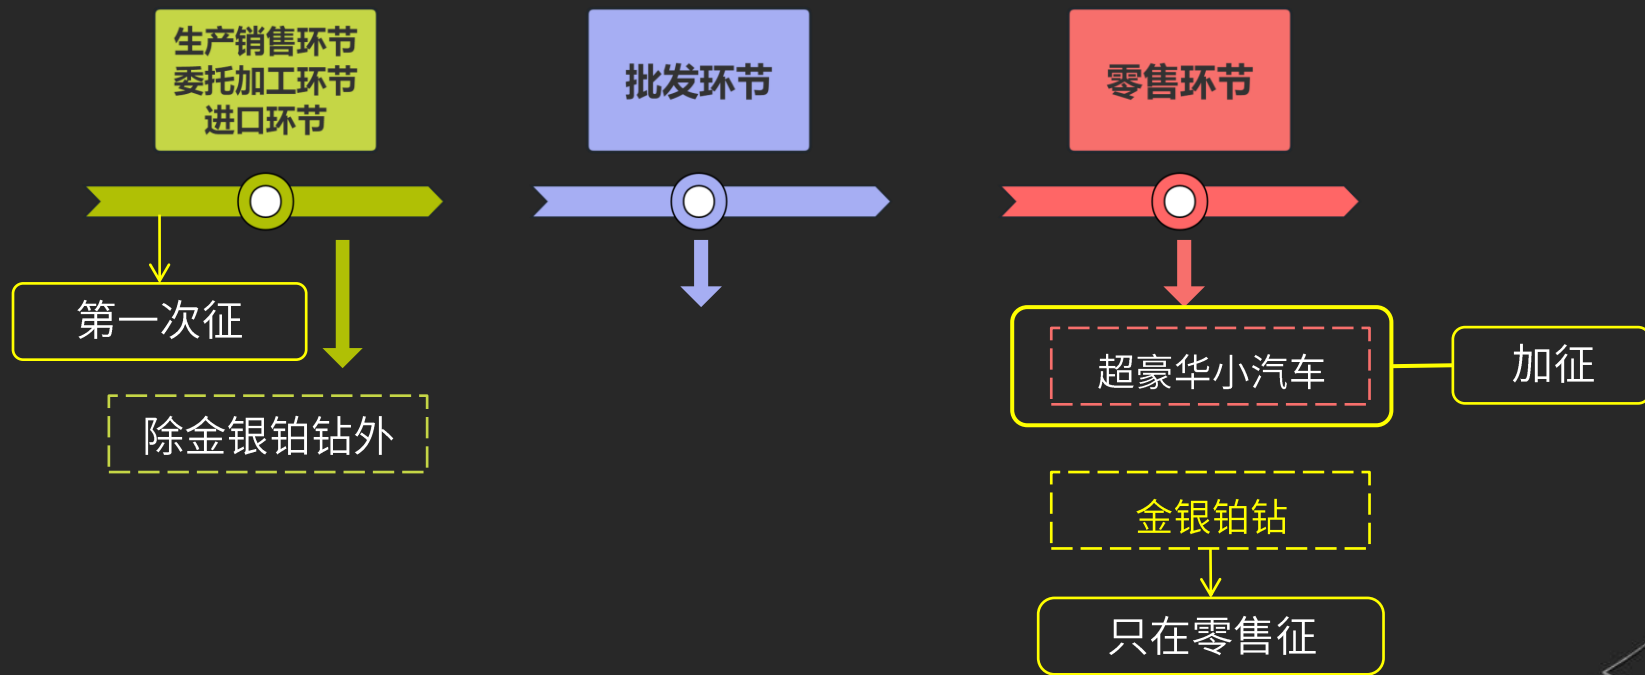 生产销售环节
委托加工环节
进口环节
批发环节
零售环节
第一次征
除金银铂钻外
超豪华小汽车
加征
金银铂钻
只在零售征